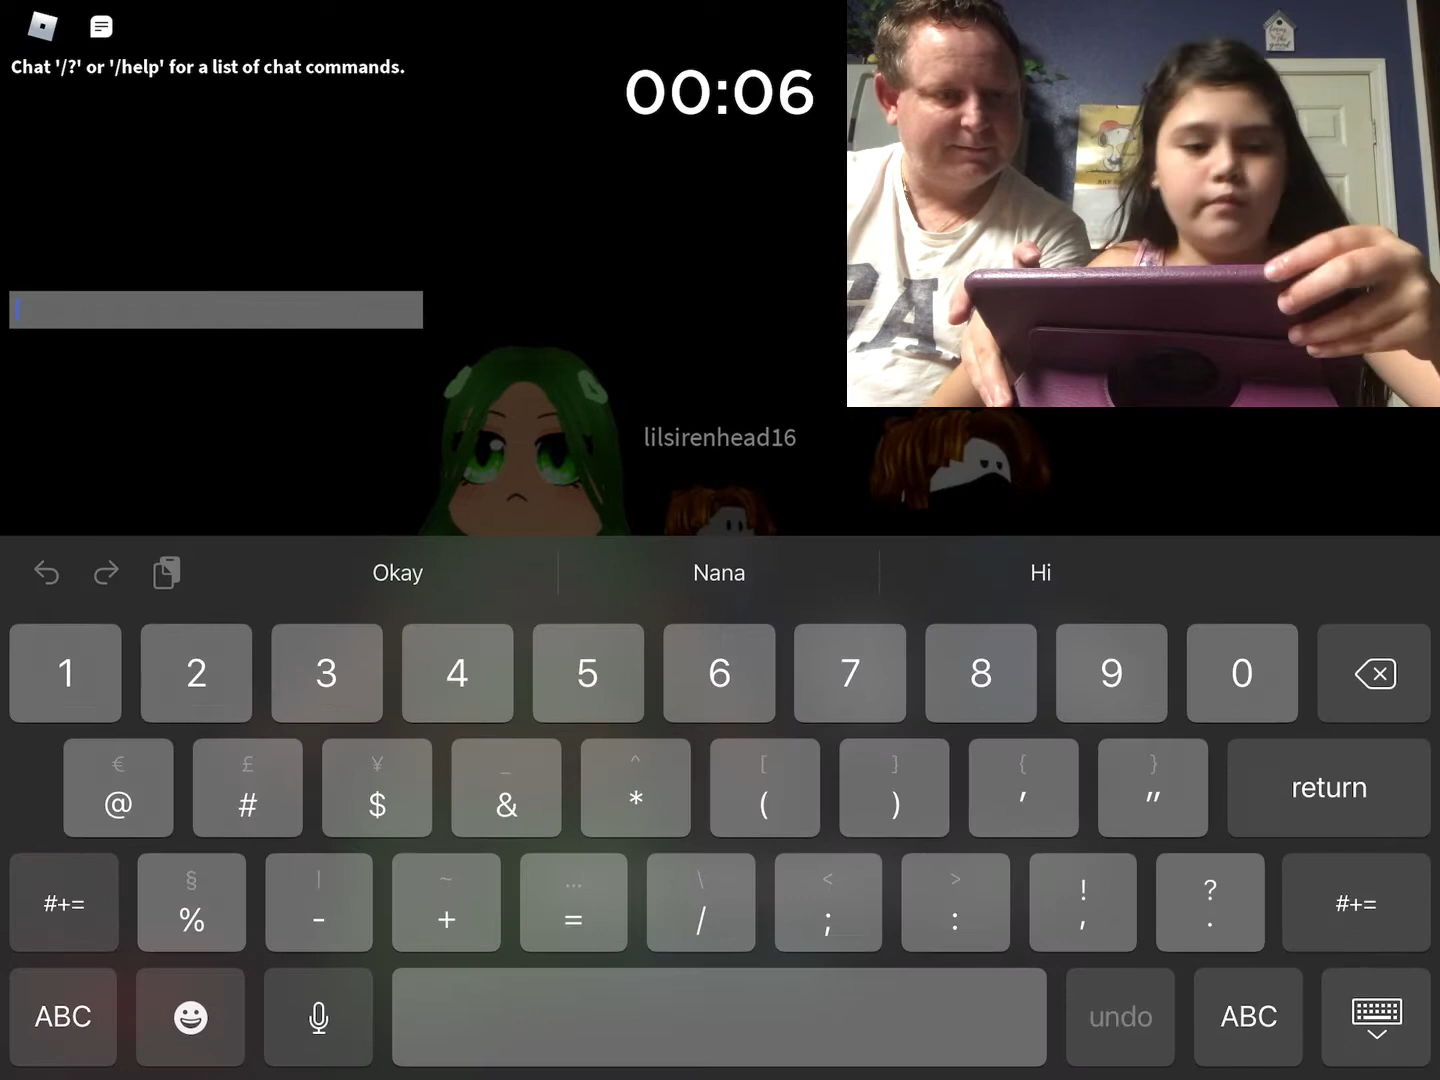 Chat '/?' or '/help' for a list of chat commands.
00:06
lilsirenhead16
Okay Nana Hi
1 2 3 4 5 6 7 8 9 0
€ £ ¥ _ ^ [ ] { }
@ # $ & * ( ) ' " return
§ | ~ … \ < > ! ?
#+= % - + = / ; : , . #+=
ABC undo ABC